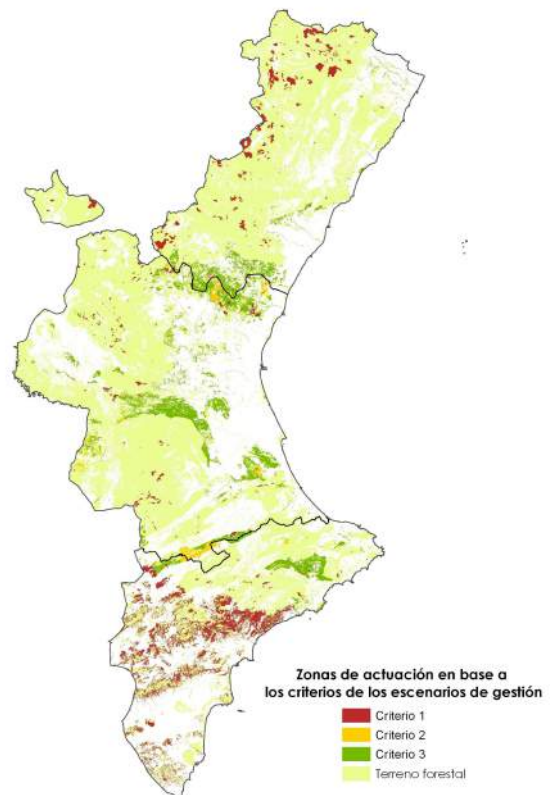 Zonas de actuación en base a
los criterios de los escenarios de gestión
Criterio 1
Criterio 2
Criterio 3
Terreno forestal